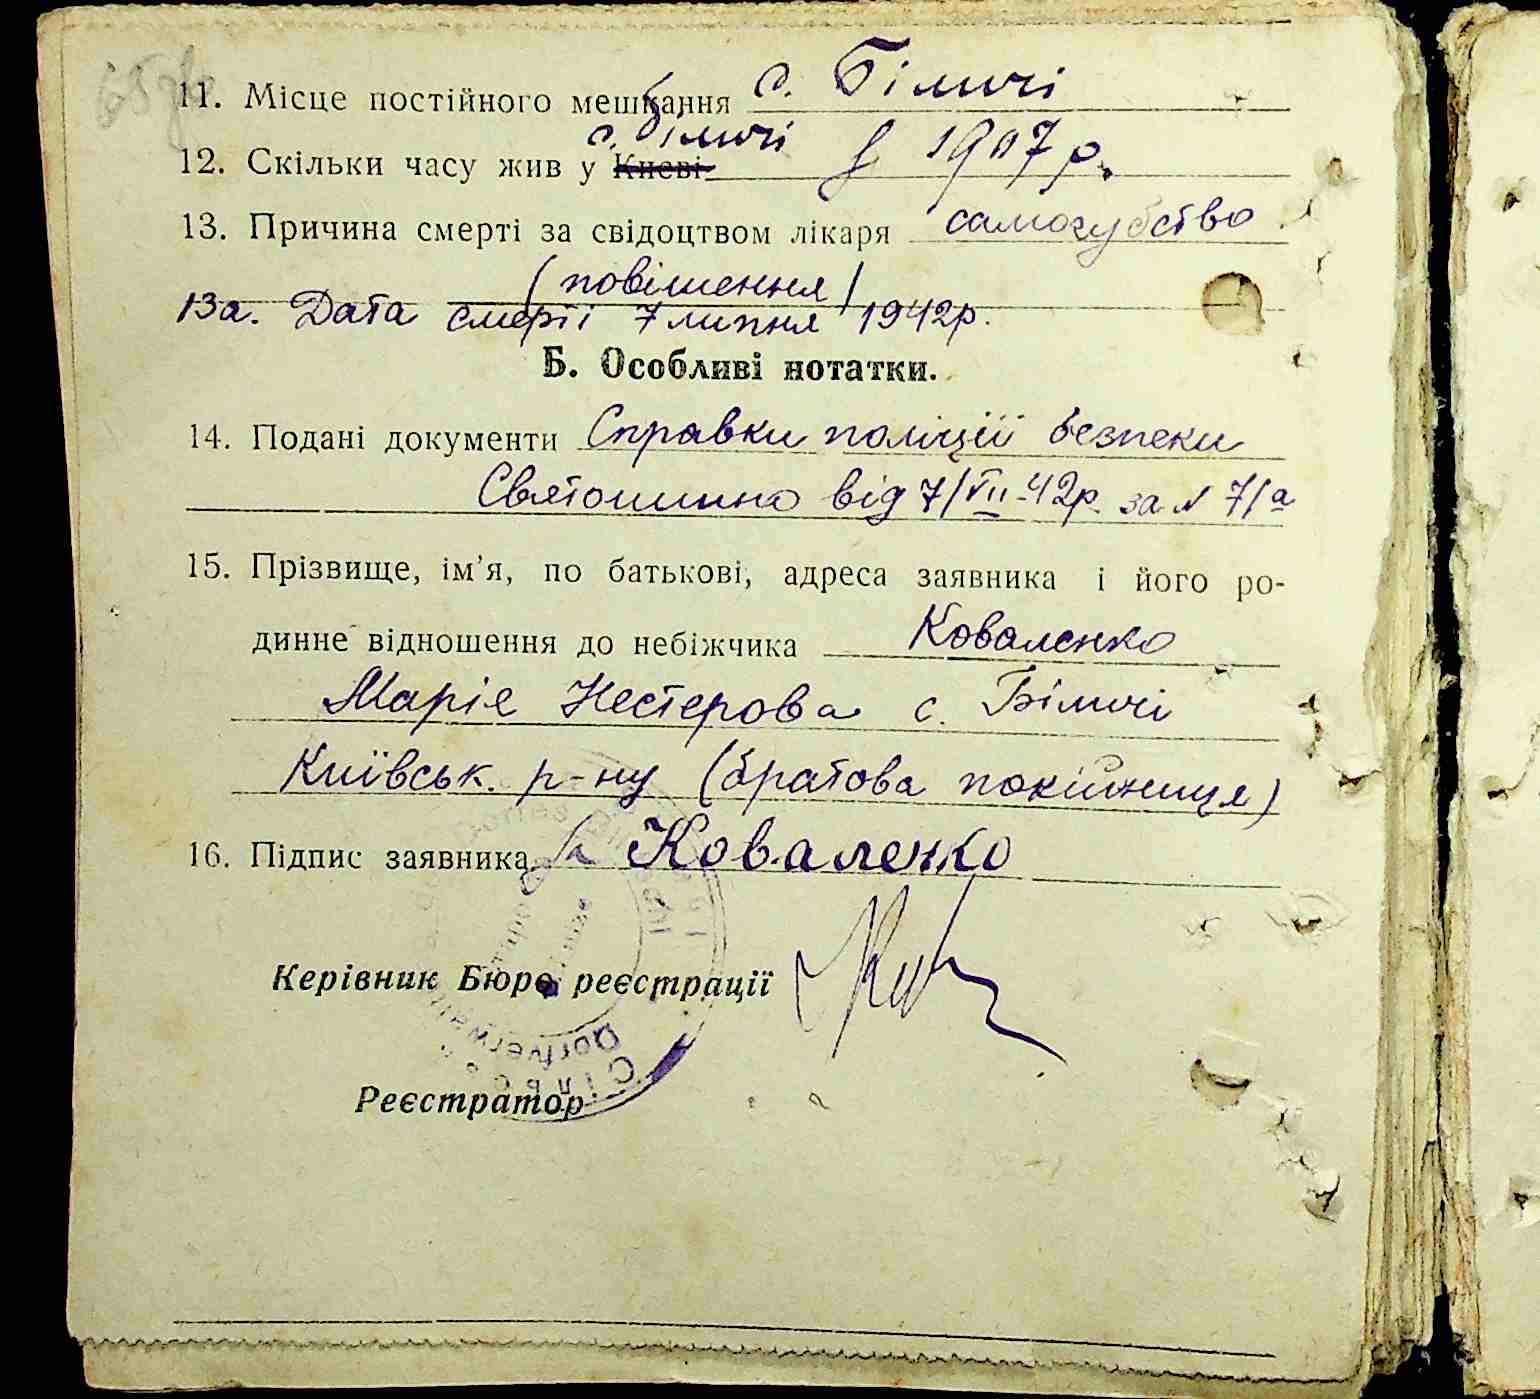 11. Місце постійного мешкання с. Біличі
с. Біличі
12. Скільки часу жив у Києві з 1907 р.
13. Причина смерті за свідоцтвом лікаря самогубство
(повішення)
13а. Дата смерті 7 липня 1942р.
Б. Особливі нотатки.
14. Подані документи Справки поліції безпеки
Святошино від 7/VII-42р. за № 7/а
15. Прізвище, ім’я, по батькові, адреса заявника і його ро-
динне відношення до небіжчика Коваленко
Марія Нестерова с. Біличі
Київськ. р-ну (братова покійниця)
16. Підпис заявника Коваленко
Керівник Бюро реєстрації
Реєстратор